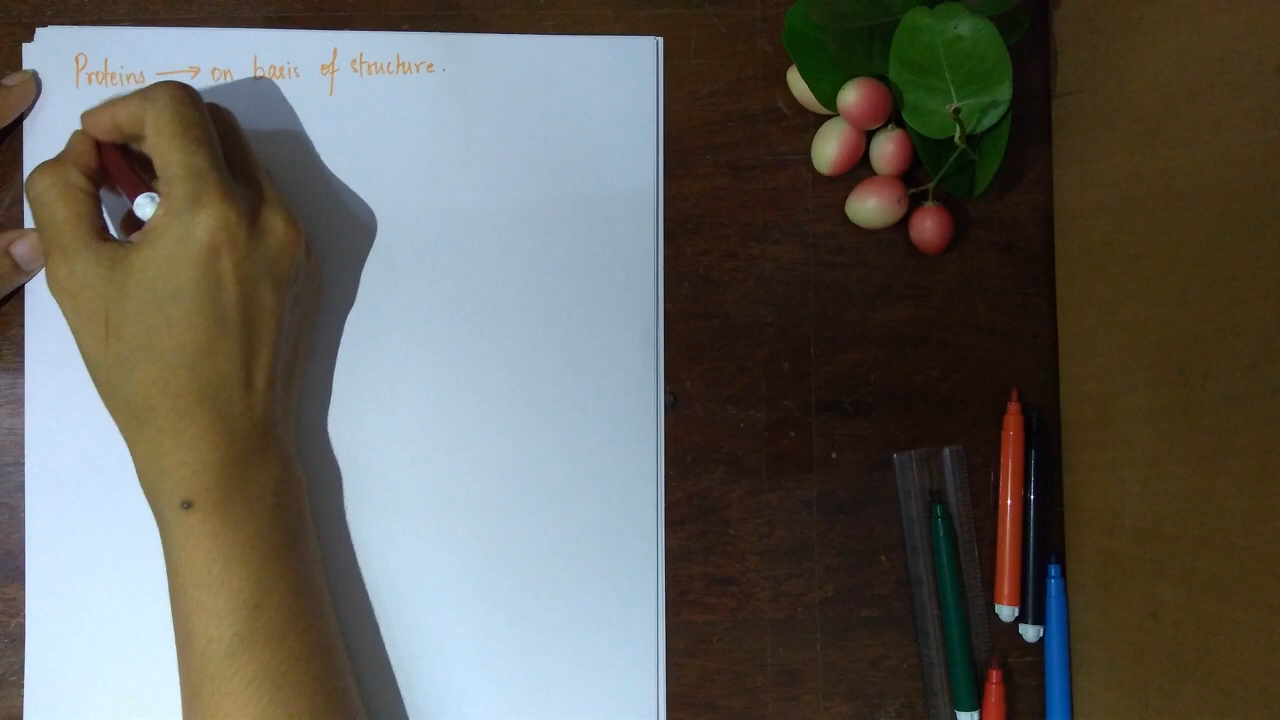 Proteins → on basis of structure.